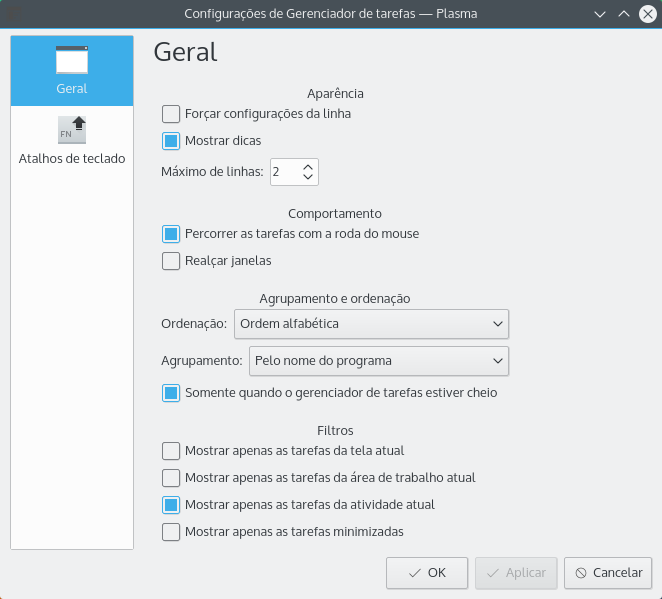 Configurações de Gerenciador de tarefas — Plasma
Geral
FN
Atalhos de teclado
Geral
Aparência
Forçar configurações da linha
Mostrar dicas
Máximo de linhas: 2
Comportamento
Percorrer as tarefas com a roda do mouse
Realçar janelas
Agrupamento e ordenação
Ordenação: Ordem alfabética
Agrupamento: Pelo nome do programa
Somente quando o gerenciador de tarefas estiver cheio
Filtros
Mostrar apenas as tarefas da tela atual
Mostrar apenas as tarefas da área de trabalho atual
Mostrar apenas as tarefas da atividade atual
Mostrar apenas as tarefas minimizadas
OK Aplicar Cancelar